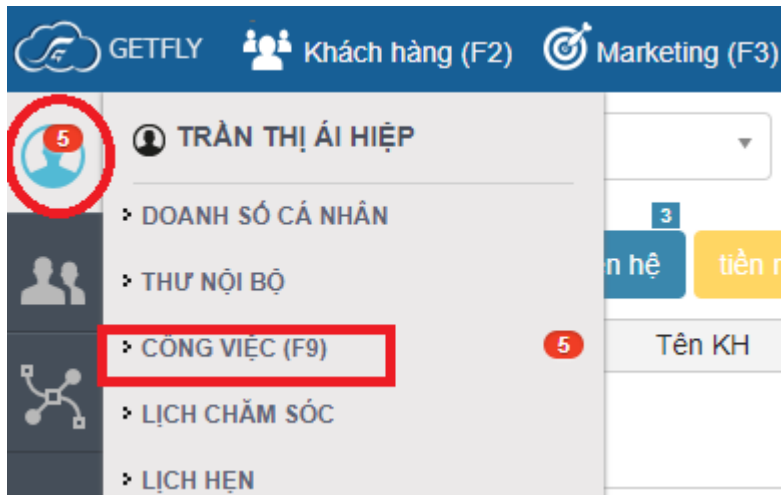 GETFLY Khách hàng (F2) Marketing (F3)
5 TRẦN THỊ ÁI HIỆP
DOANH SỐ CÁ NHÂN
3
THƯ NỘI BỘ
hệ tiền
CÔNG VIỆC (F9) 5 Tên KH
LỊCH CHĂM SÓC
LỊCH HẸN